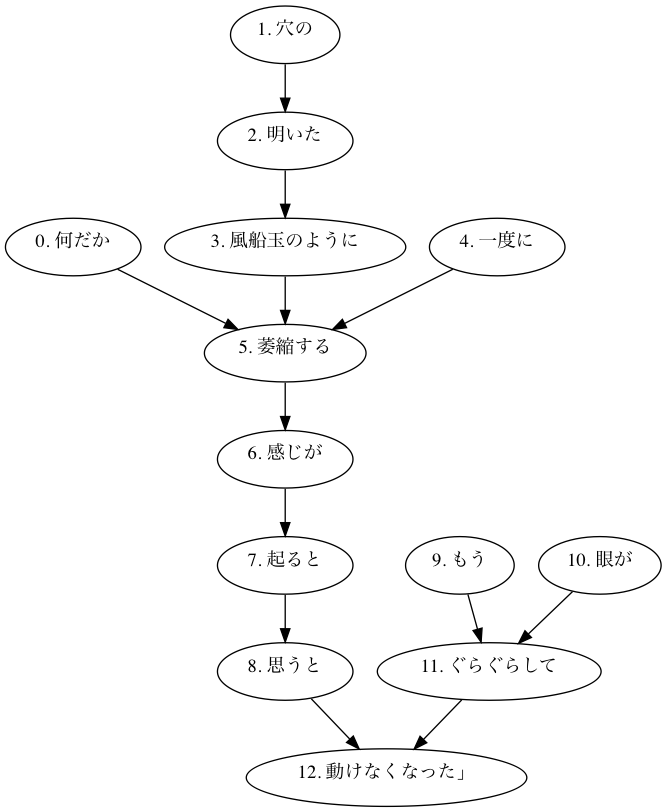 1. 穴の
2. 明いた
0. 何だか
3. 風船玉のように
4. 一度に
5. 萎縮する
6. 感じが
7. 起ると
9. もう
10. 眼が
8. 思うと
11. ぐらぐらして
12. 動けなくなった」